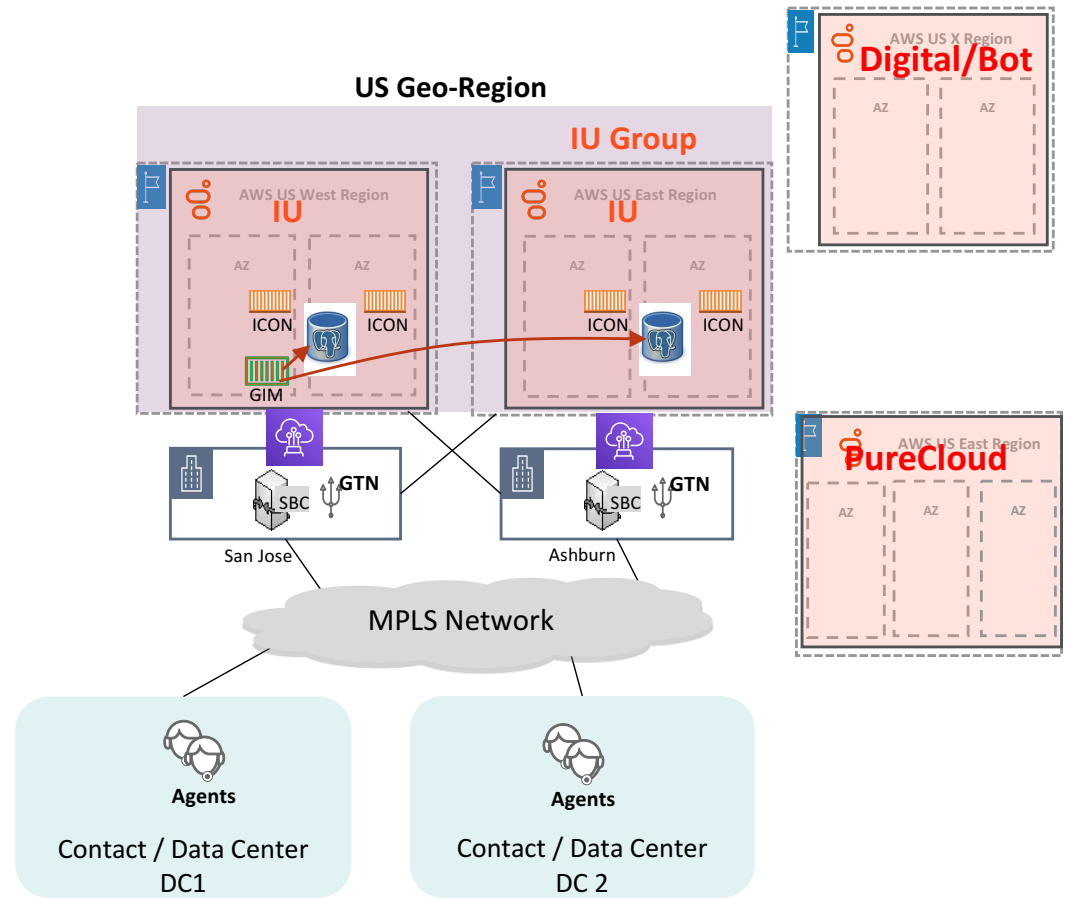 US Geo-Region
IU Group
AWS US West Region
IU
AZ
AZ
ICON
ICON
GIM
AWS US East Region
IU
AZ
AZ
ICON
ICON
AWS US X Region
Digital/Bot
AZ
AZ
AWS US East Region
PureCloud
AZ
AZ
AZ
SBC
GTN
San Jose
SBC
GTN
Ashburn
MPLS Network
Agents
Contact / Data Center
DC1
Agents
Contact / Data Center
DC 2